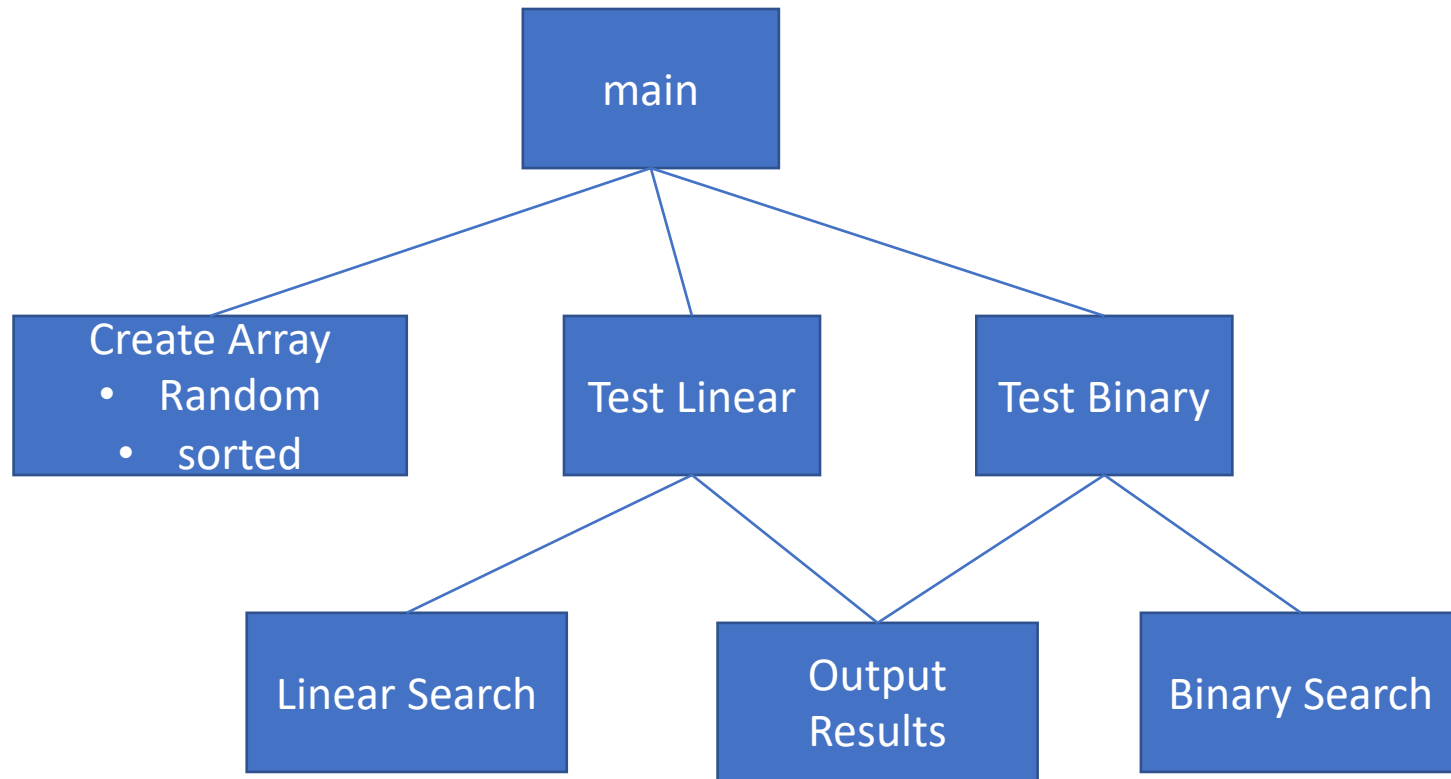 main
Create Array
• Random
• sorted
Test Linear
Test Binary
Linear Search
Output
Results
Binary Search